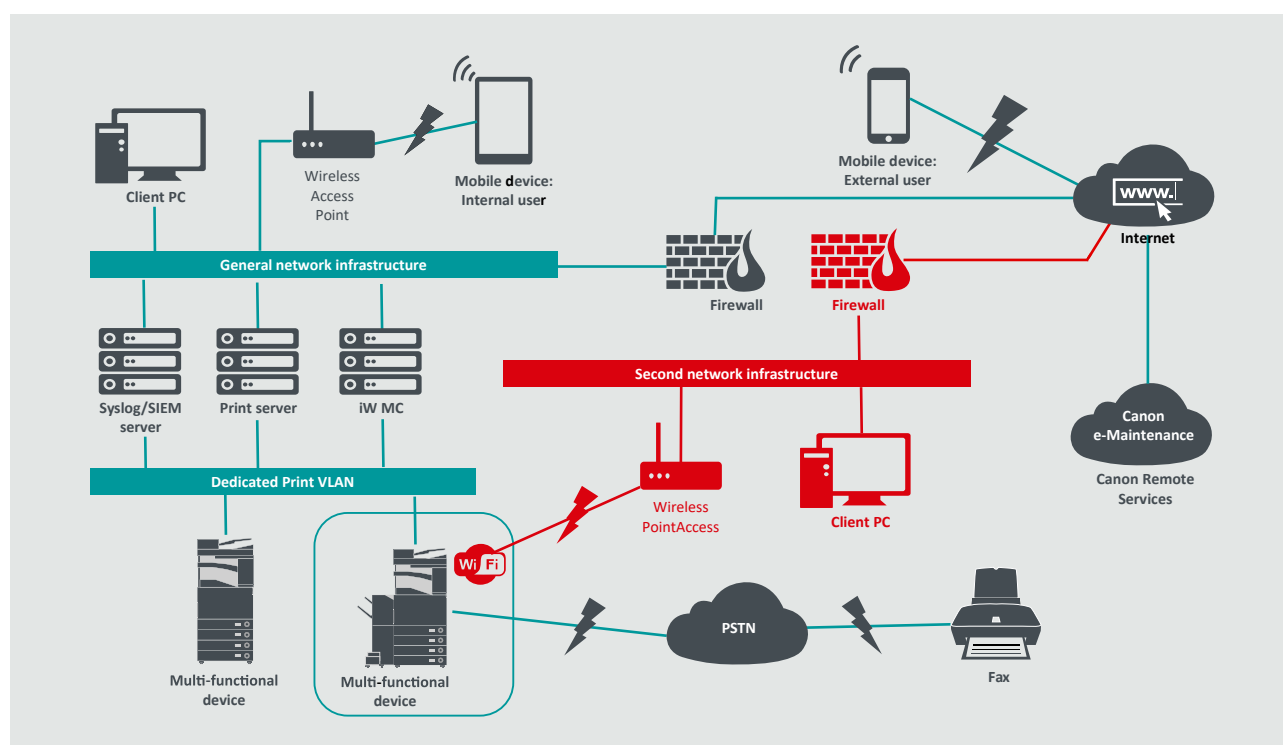 Client PC
Wireless
Access
Point
Mobile device:
Internal user
Mobile device:
External user
www.
Internet
General network infrastructure
Firewall
Firewall
Syslog/SIEM
server
Print server
iW MC
Second network infrastructure
Canon
e-Maintenance
Canon Remote
Services
Dedicated Print VLAN
Wireless
PointAccess
Client PC
Wi Fi
Multi-functional
device
Multi-functional
device
PSTN
Fax